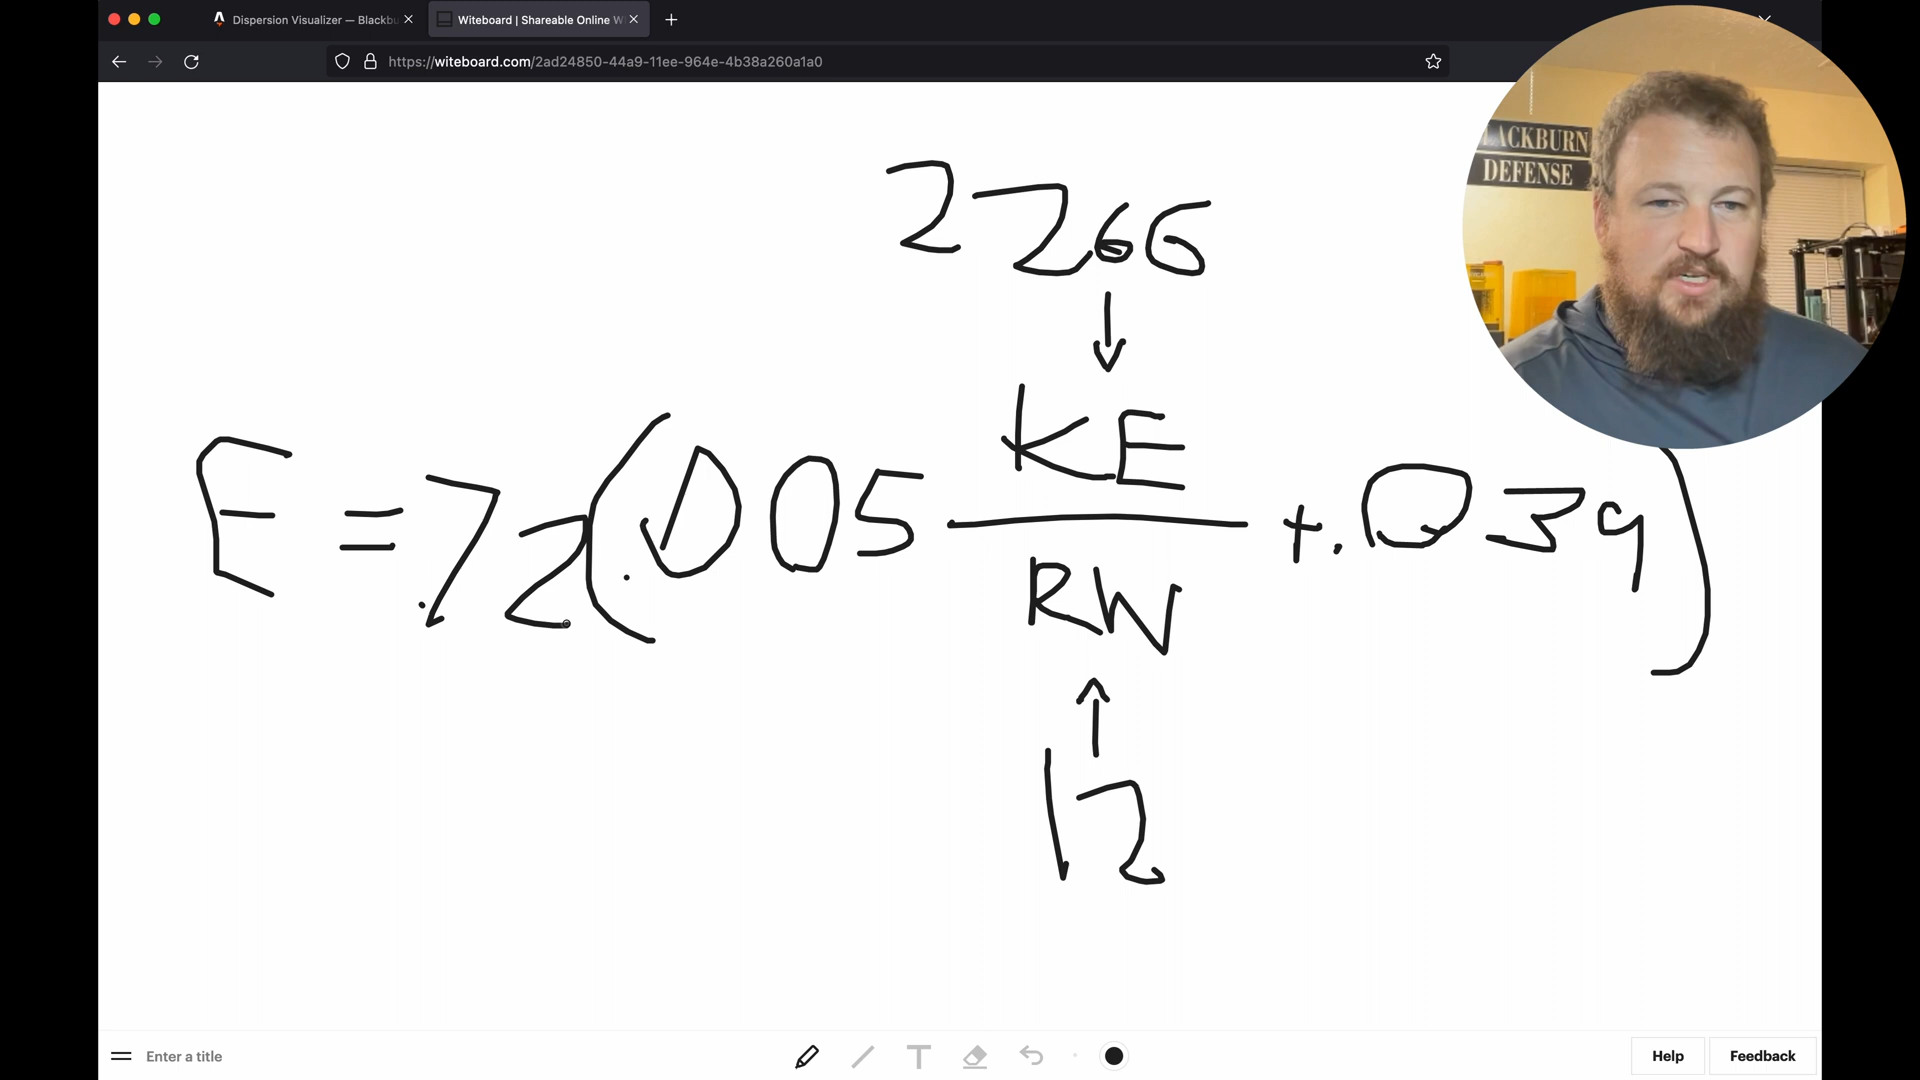 Dispersion Visualizer — Blackbu
Witeboard | Shareable Online W
https://witeboard.com/2ad24850-44a9-11ee-964e-4b38a260a1a0
BLACKBURN
DEFENSE
2266
KE
E = .72(.005 + .039)
RW
12
Enter a title
T
Help
Feedback